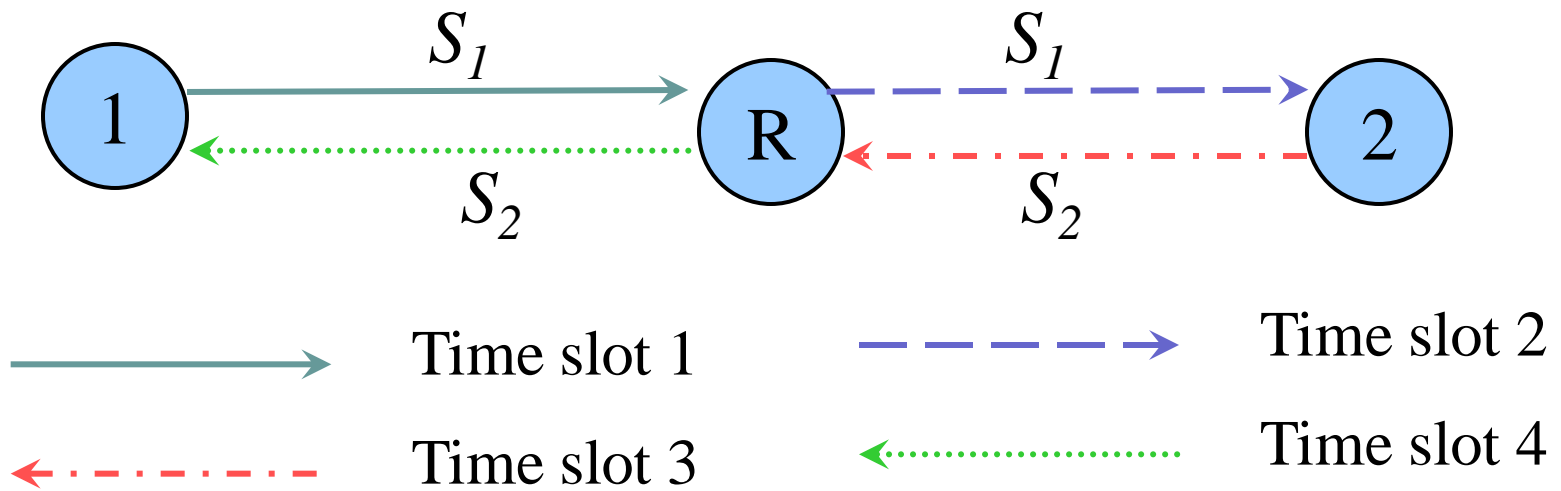 S1 S1
1 R 2
S2 S2
Time slot 1 Time slot 2
Time slot 3 Time slot 4